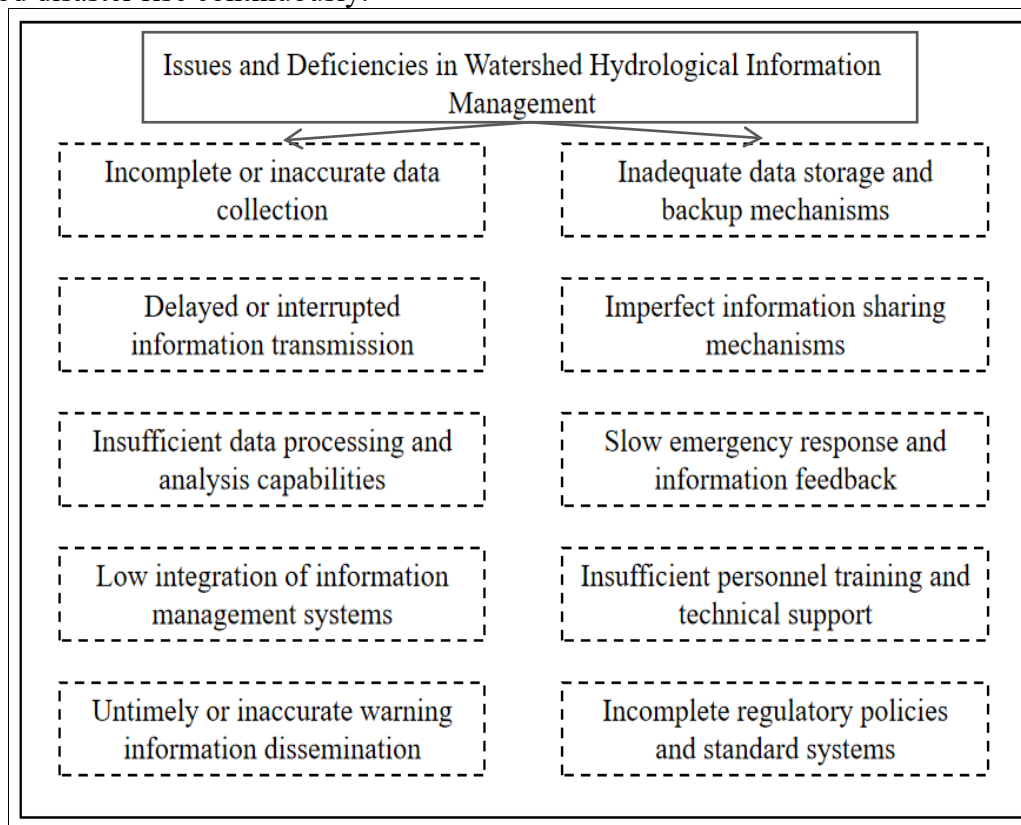 disaster rise continuously.
Issues and Deficiencies in Watershed Hydrological Information
Management
Incomplete or inaccurate data
collection
Delayed or interrupted
information transmission
Insufficient data processing and
analysis capabilities
Low integration of information
management systems
Untimely or inaccurate warning
information dissemination
Inadequate data storage and
backup mechanisms
Imperfect information sharing
mechanisms
Slow emergency response and
information feedback
Insufficient personnel training and
technical support
Incomplete regulatory policies
and standard systems